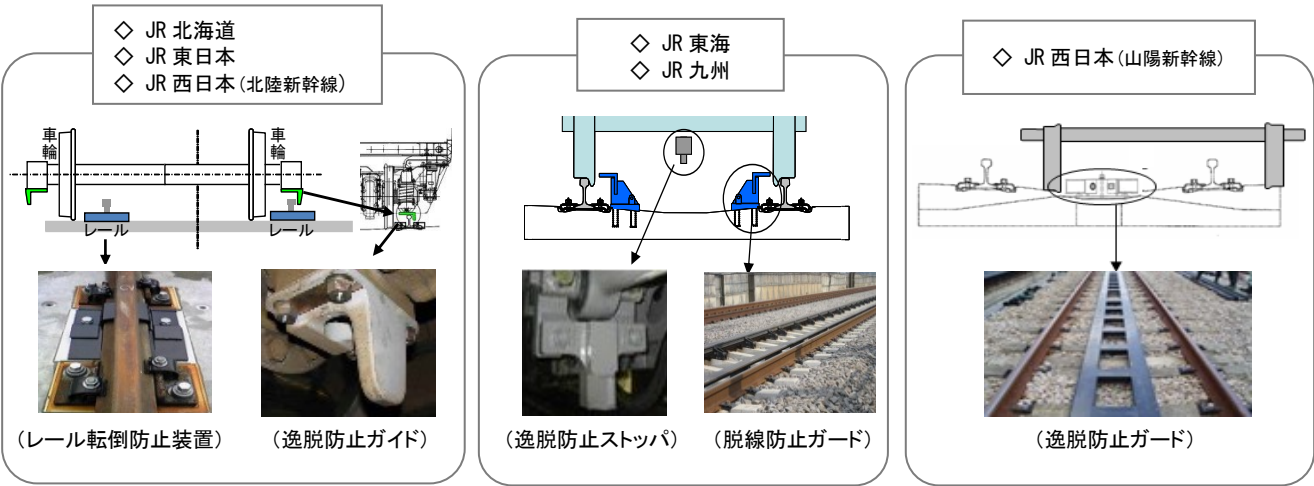 ◇ JR 北海道
◇ JR 東日本
◇ JR 西日本(北陸新幹線)
車輪
車輪
レール
レール
(レール転倒防止装置)
(逸脱防止ガイド)
◇ JR 東海
◇ JR 九州
(逸脱防止ストッパ)
(脱線防止ガード)
◇ JR 西日本(山陽新幹線)
(逸脱防止ガード)